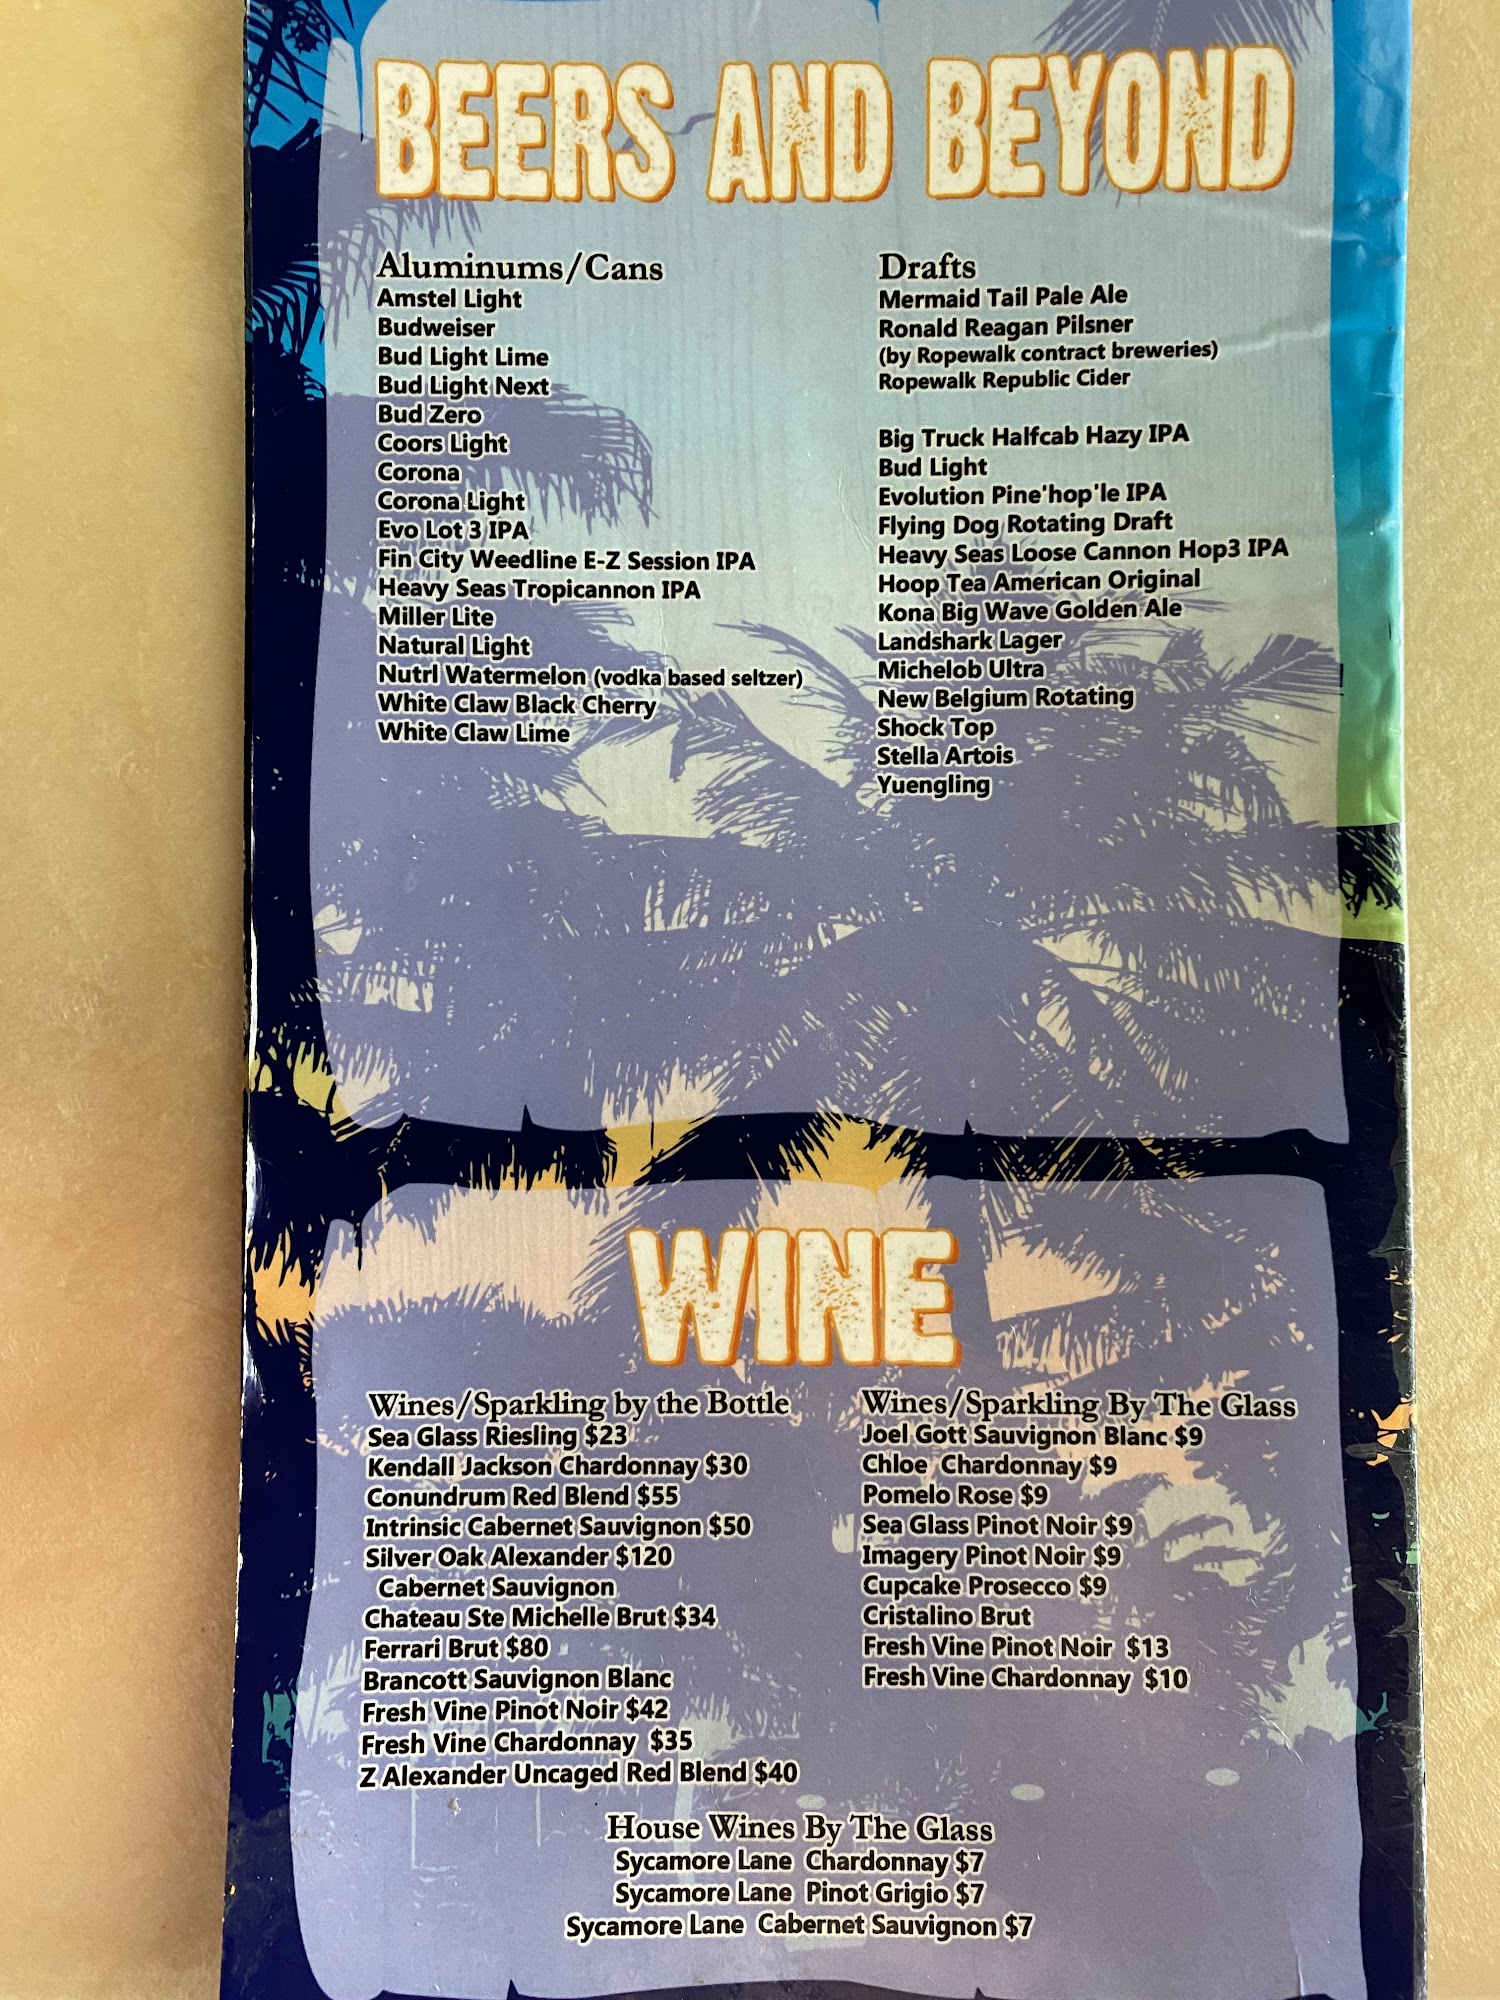 BEERS AND BEYOND
Aluminums/Cans
Amstel Light
Budweiser
Bud Light Lime
Bud Light Next
Bud Zero
Coors Light
Corona
Corona Light
Evo Lot 3 IPA
Fin City Weedline E-Z Session IPA
Heavy Seas Tropicannon IPA
Miller Lite
Natural Light
Nutrl Watermelon (vodka based seltzer)
White Claw Black Cherry
White Claw Lime
Drafts
Mermaid Tail Pale Ale
Ronald Reagan Pilsner
(by Ropewalk contract breweries)
Ropewalk Republic Cider
Big Truck Halfcab Hazy IPA
Bud Light
Evolution Pine'hop'le IPA
Flying Dog Rotating Draft
Heavy Seas Loose Cannon Hop3 IPA
Hoop Tea American Original
Kona Big Wave Golden Ale
Landshark Lager
Michelob Ultra
New Belgium Rotating
Shock Top
Stella Artois
Yuengling
WINE
Wines/Sparkling by the Bottle
Sea Glass Riesling $23
Kendall Jackson Chardonnay $30
Conundrum Red Blend $55
Intrinsic Cabernet Sauvignon $50
Silver Oak Alexander $120
Cabernet Sauvignon
Chateau Ste Michelle Brut $34
Ferrari Brut $80
Brancott Sauvignon Blanc
Fresh Vine Pinot Noir $42
Fresh Vine Chardonnay $35
Z Alexander Uncaged Red Blend $40
Wines/Sparkling By The Glass
Joel Gott Sauvignon Blanc $9
Chloe Chardonnay $9
Pomelo Rose $9
Sea Glass Pinot Noir $9
Imagery Pinot Noir $9
Cupcake Prosecco $9
Cristalino Brut
Fresh Vine Pinot Noir $13
Fresh Vine Chardonnay $10
House Wines By The Glass
Sycamore Lane Chardonnay $7
Sycamore Lane Pinot Grigio $7
Sycamore Lane Cabernet Sauvignon $7